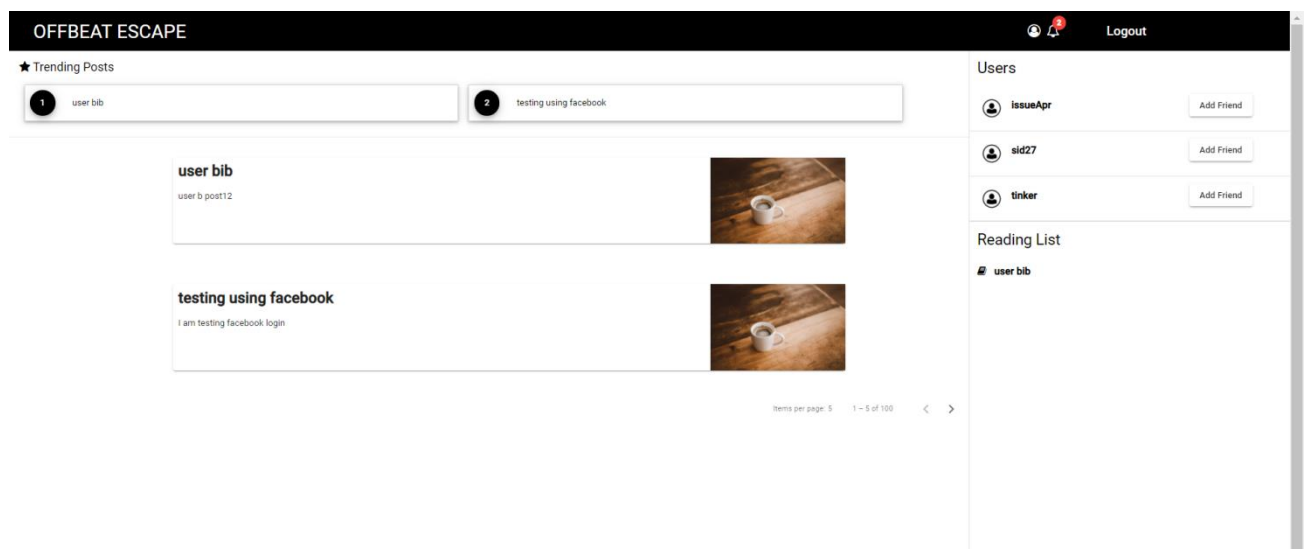 OFFBEAT ESCAPE
2
Logout
Trending Posts
1 user bib
2 testing using facebook
user bib
user b post12
testing using facebook
I am testing facebook login
Items per page: 5 1 – 5 of 100
Users
issueApr Add Friend
sid27 Add Friend
tinker Add Friend
Reading List
user bib